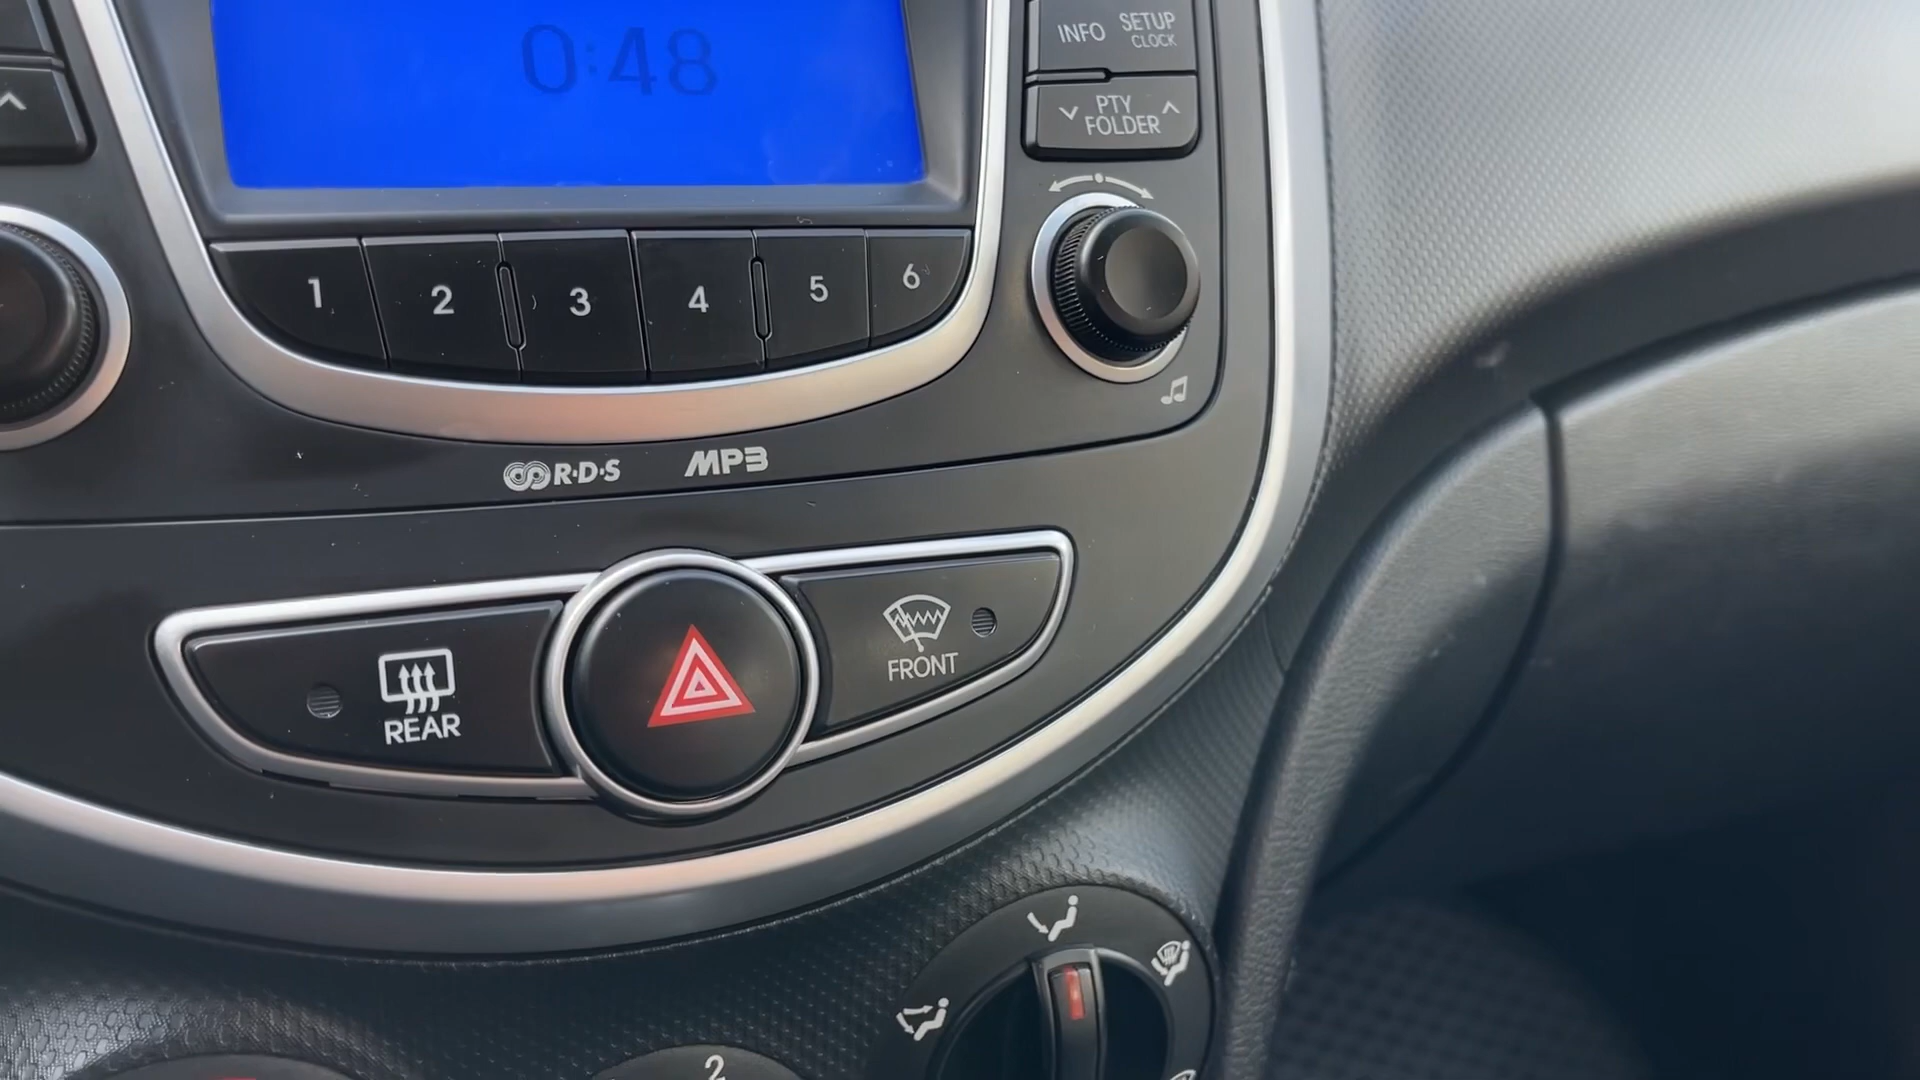 0:48
INFO
SETUP
CLOCK
PTY
FOLDER
1
2
3
4
5
6
R·D·S
MP3
REAR
FRONT
2